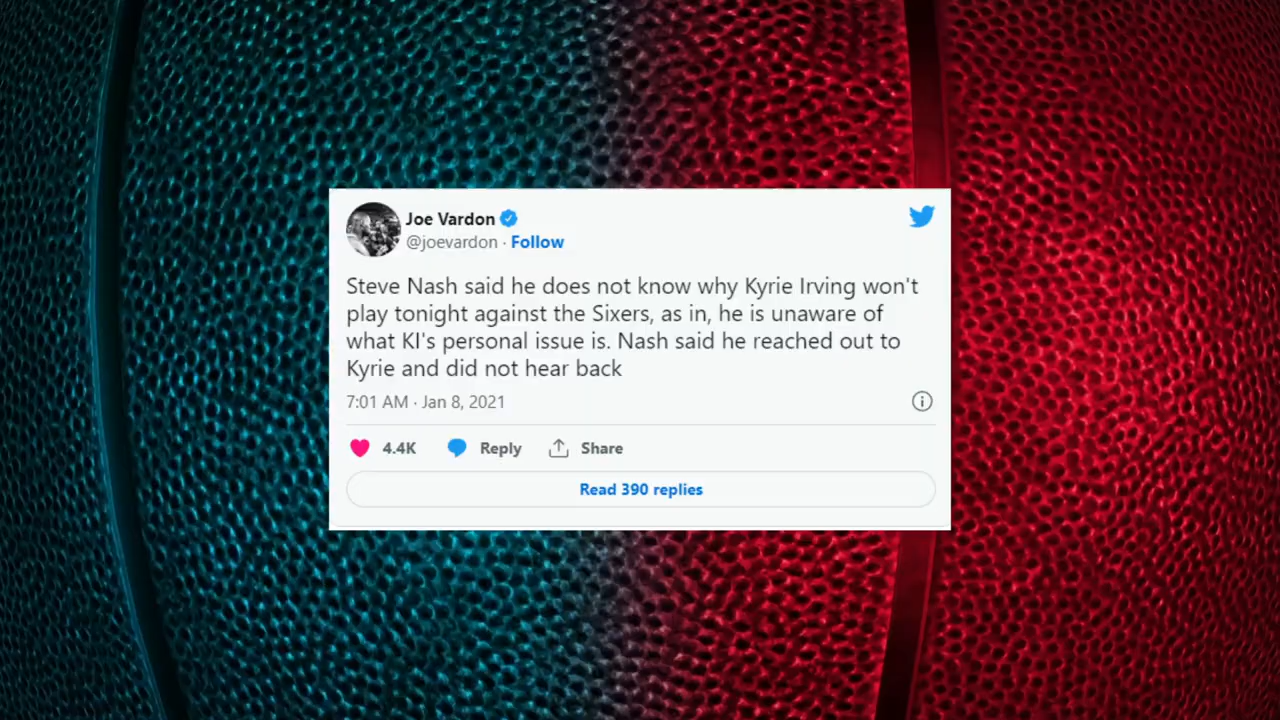 Joe Vardon
@joevardon · Follow
Steve Nash said he does not know why Kyrie Irving won't
play tonight against the Sixers, as in, he is unaware of
what KI's personal issue is. Nash said he reached out to
Kyrie and did not hear back
7:01 AM · Jan 8, 2021
4.4K Reply Share
Read 390 replies